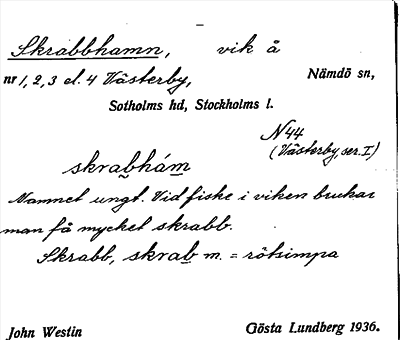 Skrabbhamn, vik å
nr 1, 2, 3 el. 4 Västerby, Nämdö sn,
Sotholms hd, Stockholms l.
N44
(Västerby, ser. I)
skrabhám
Namnet ungt. Vid fiske i viken brukar
man få mycket skrabb.
Skrabb, skrab m. = rötsimpa
John Westin Gösta Lundberg 1936.